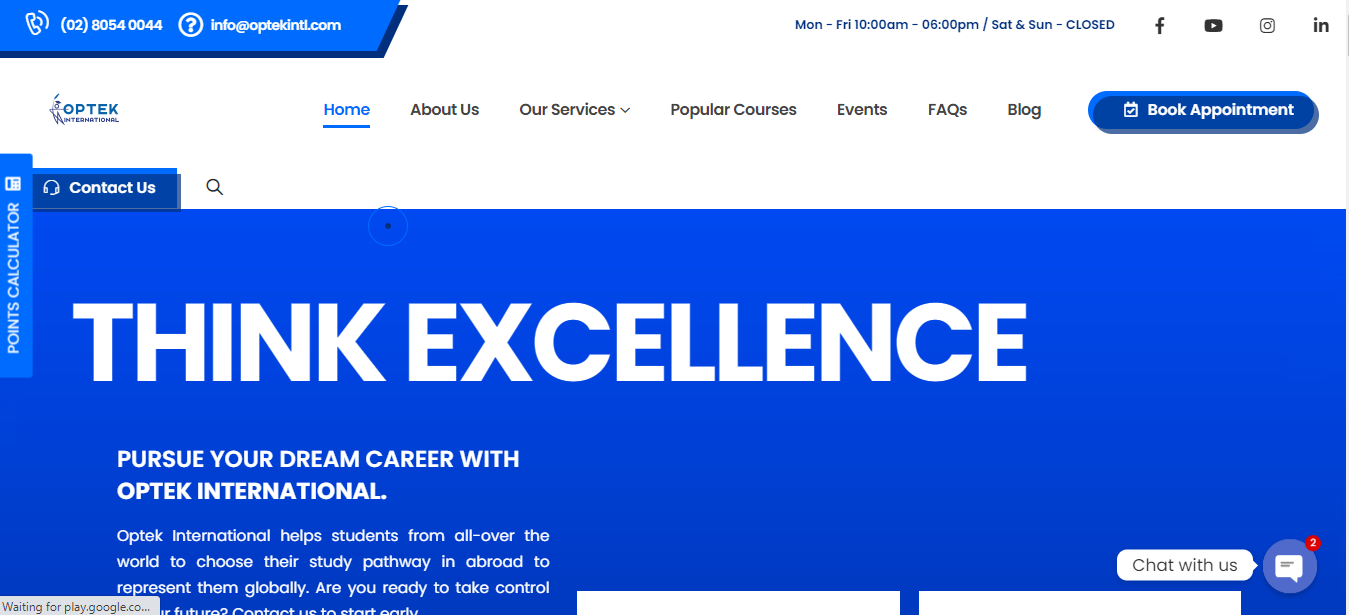 (02) 8054 0044
info@optekintl.com
Mon - Fri 10:00am - 06:00pm / Sat & Sun - CLOSED
OPTEK
INTERNATIONAL
Home
About Us
Our Services
Popular Courses
Events
FAQs
Blog
Book Appointment
Contact Us
POINTS CALCULATOR
THINK EXCELLENCE
PURSUE YOUR DREAM CAREER WITH
OPTEK INTERNATIONAL.
Optek International helps students from all-over the
world to choose their study pathway in abroad to
represent them globally. Are you ready to take control
future? Contact us to start early
Chat with us
2
Waiting for play.google.co...